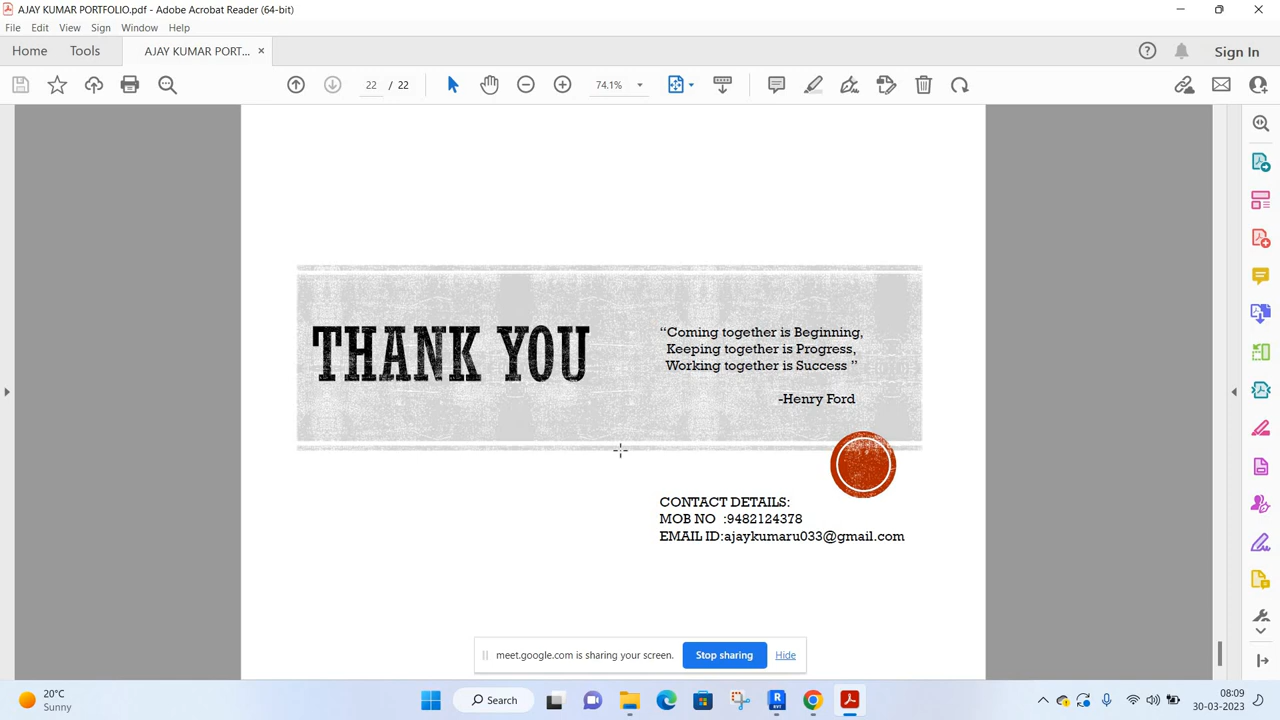 AJAY KUMAR PORTFOLIO.pdf - Adobe Acrobat Reader (64-bit)
File Edit View Sign Window Help
Home Tools AJAY KUMAR PORT... × Sign In
22 / 22 74.1%
THANK YOU
“Coming together is Beginning,
Keeping together is Progress,
Working together is Success ”
-Henry Ford
CONTACT DETAILS:
MOB NO :9482124378
EMAIL ID:ajaykumaru033@gmail.com
meet.google.com is sharing your screen. Stop sharing Hide
20°C
Sunny
Search
08:09
30-03-2023